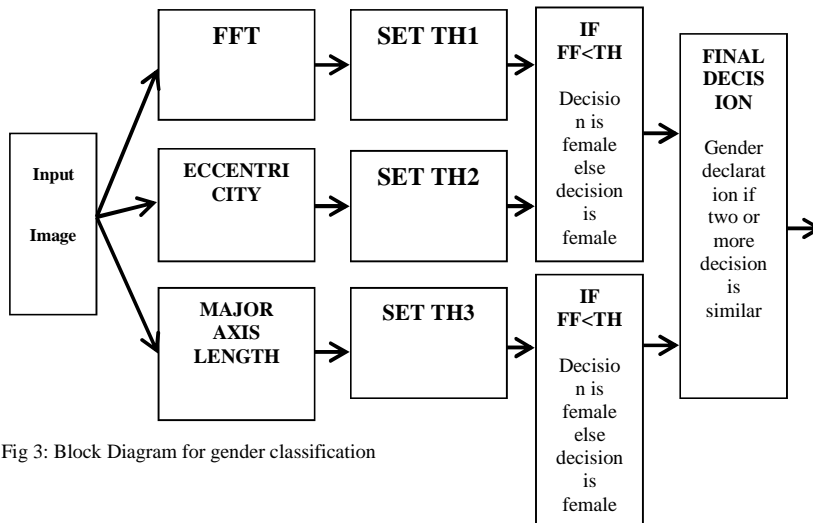 Input
Image
FFT
ECCENTRI
CITY
MAJOR
AXIS
LENGTH
SET TH1
SET TH2
SET TH3
IF
FF<TH
Decisio
n is
female
else
decision
is
female
IF
FF<TH
Decisio
n is
female
else
decision
is
female
FINAL
DECIS
ION
Gender
declarat
ion if
two or
more
decision
is
similar
Fig 3: Block Diagram for gender classification